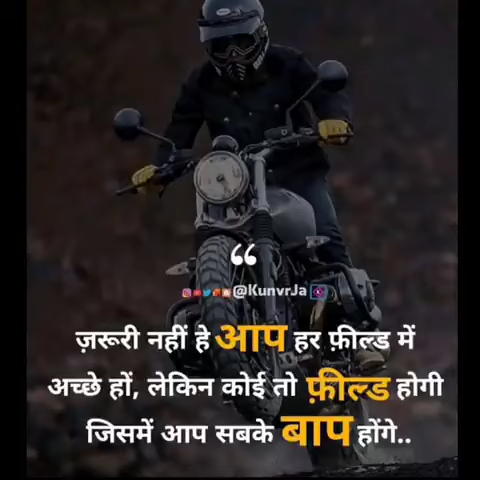 “
@KunvrJa
ज़रूरी नहीं हे आप हर फ़ील्ड में
अच्छे हों, लेकिन कोई तो फ़ील्ड होगी
जिसमें आप सबके बाप होंगे..